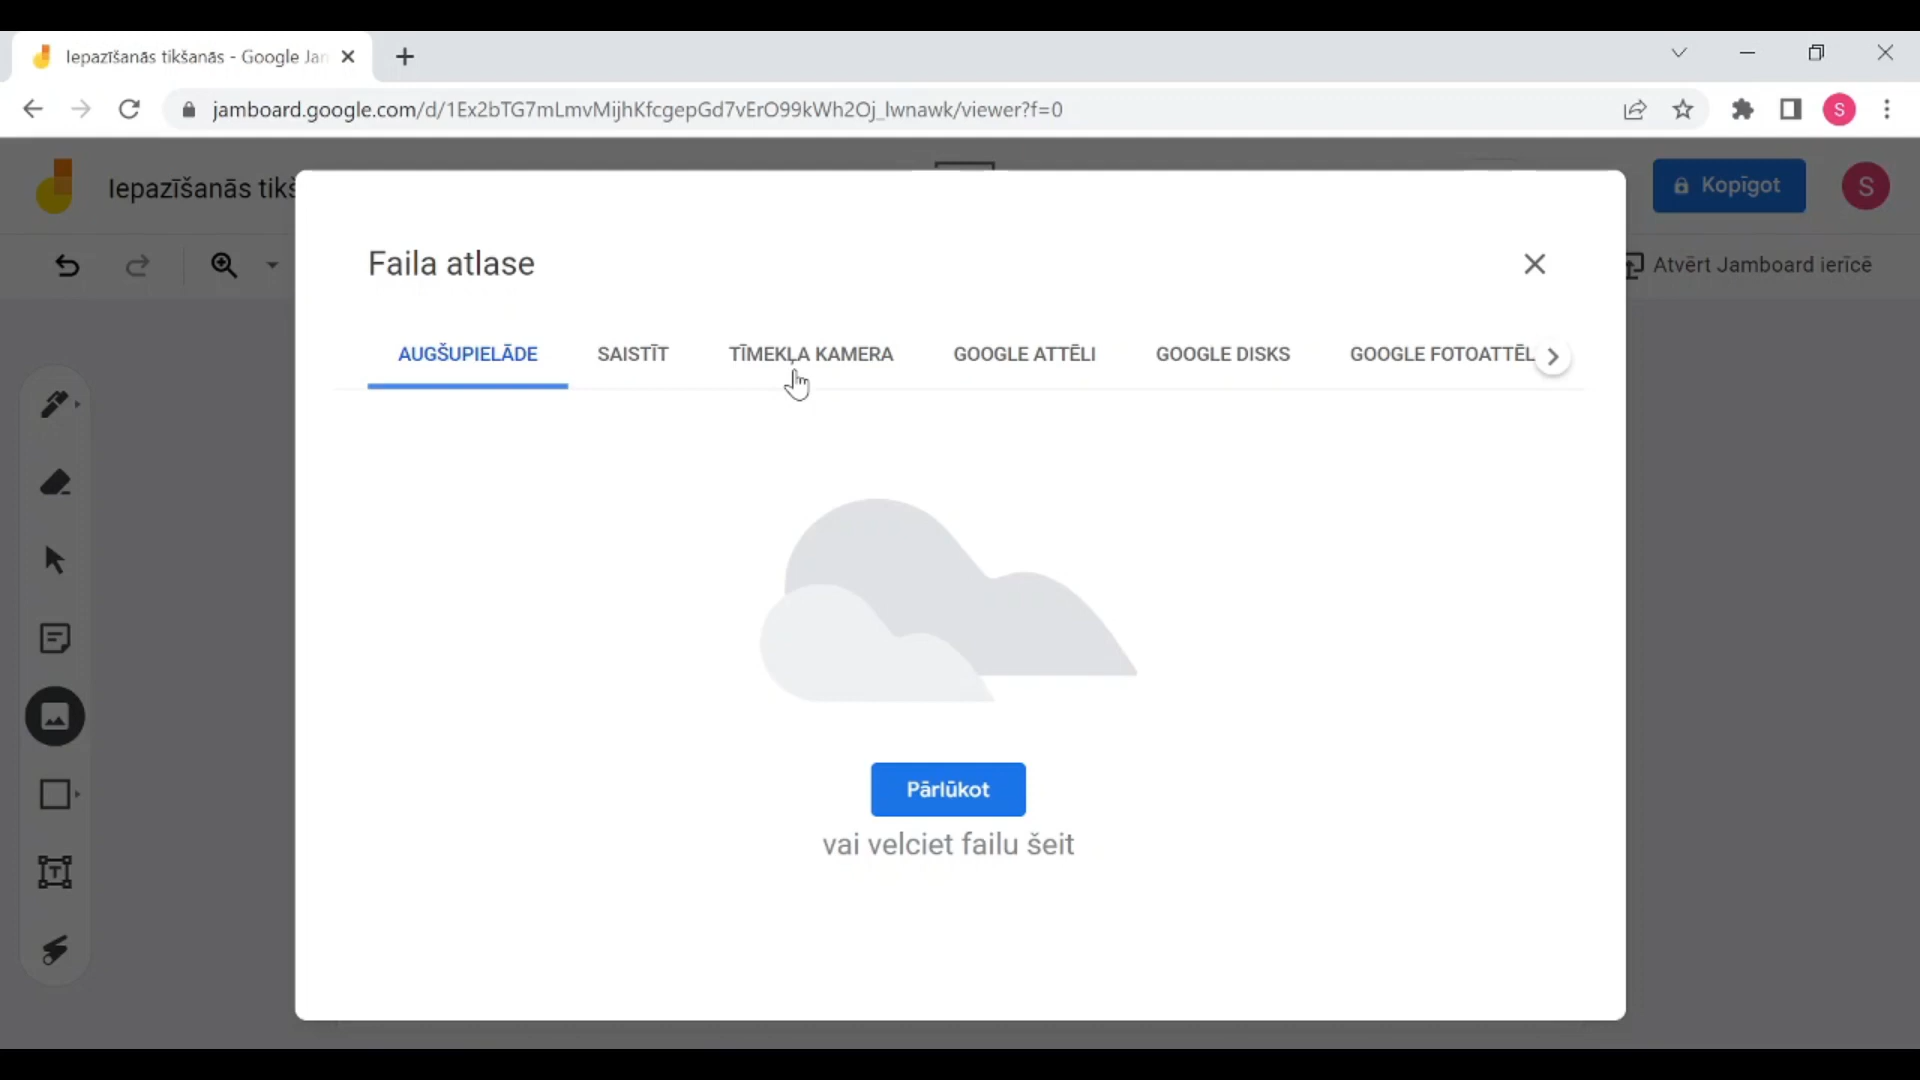 Iepazīšanās tikšanās - Google Jan
jamboard.google.com/d/1Ex2bTG7mLmvMijhKfcgepGd7vErO99kWh2Oj_lwnawk/viewer?f=0
S
Iepazīšanās tikš
Kopīgot
S
Faila atlase
Atvērt Jamboard ierīcē
AUGŠUPIELĀDE SAISTĪT TĪMEKĻA KAMERA GOOGLE ATTĒLI GOOGLE DISKS GOOGLE FOTOATTĒL
Pārlūkot
vai velciet failu šeit